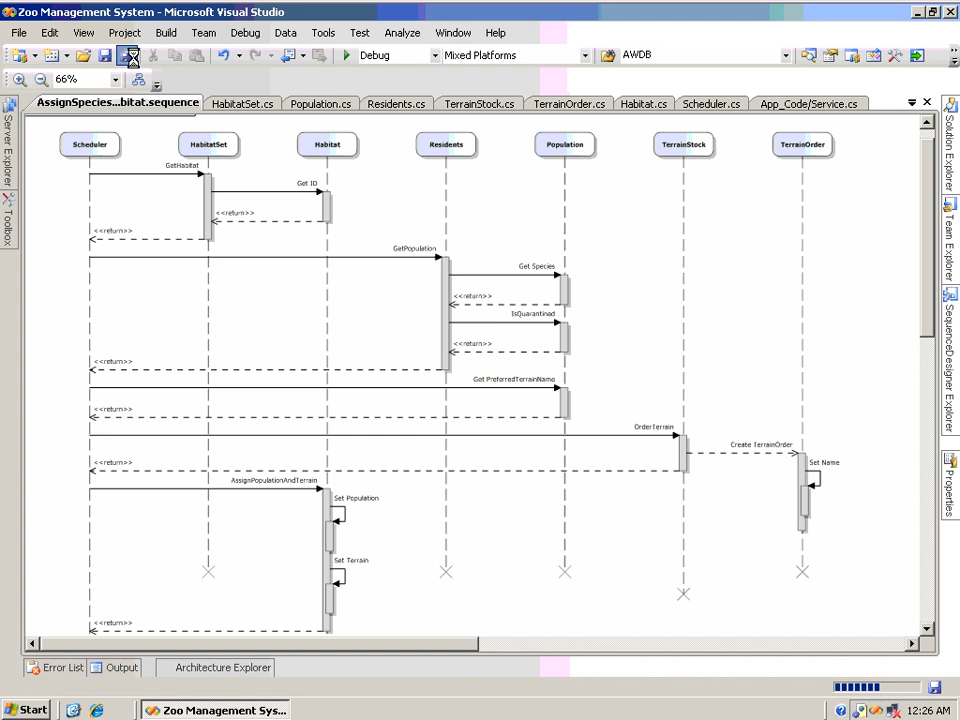 Zoo Management System - Microsoft Visual Studio
File Edit View Project Build Team Debug Data Tools Test Analyze Window Help
Debug Mixed Platforms AWDB
66%
AssignSpecies...bitat.sequence HabitatSet.cs Population.cs Residents.cs TerrainStock.cs TerrainOrder.cs Habitat.cs Scheduler.cs App_Code/Service.cs
Server Explorer
Toolbox
Scheduler HabitatSet Habitat Residents Population TerrainStock TerrainOrder
GetHabitat
Get ID
<<return>>
<<return>>
GetPopulation
Get Species
<<return>>
IsQuarantined
<<return>>
<<return>>
Get PreferredTerrainName
<<return>>
OrderTerrain
Create TerrainOrder
<<return>>
Set Name
AssignPopulationAndTerrain
Set Population
Set Terrain
<<return>>
Solution Explorer
Team Explorer
SequenceDesigner Explorer
Properties
Error List Output Architecture Explorer
Start Zoo Management Sys... 12:26 AM